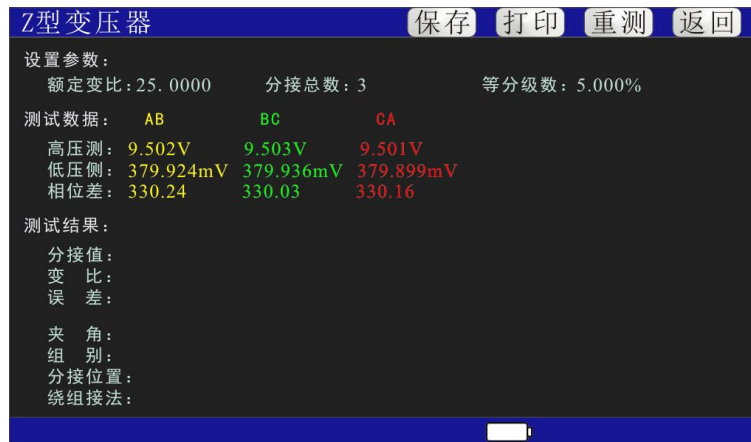 Z型变压器 保存 打印 重测 返回
设置参数：
额定变比：25.0000 分接总数：3 等分级数：5.000%
测试数据： AB BC CA
高压测：9.502V 9.503V 9.501V
低压侧：379.924mV 379.936mV 379.899mV
相位差：330.24 330.03 330.16
测试结果：
分接值：
变 比：
误 差：
夹 角：
组 别：
分接位置：
绕组接法：